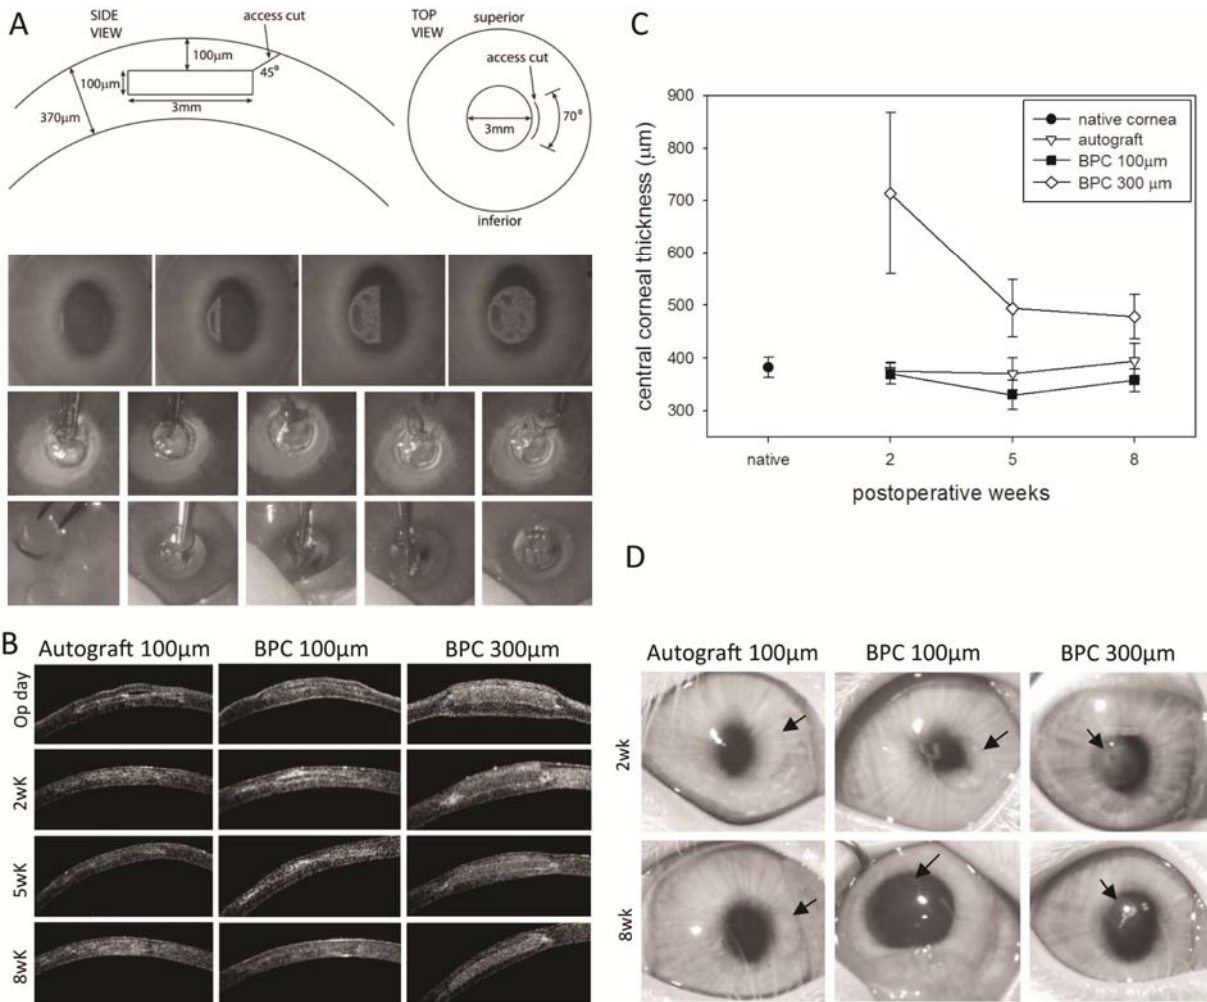 A
SIDE VIEW
access cut
100µm
45°
100µm
3mm
370µm
TOP VIEW
superior
access cut
3mm
70°
inferior
B
Autograft 100µm
BPC 100µm
BPC 300µm
Op day
2wK
5wK
8wK
C
central corneal thickness (µm)
900
800
700
600
500
400
300
native
2
5
8
postoperative weeks
native cornea
autograft
BPC 100µm
BPC 300 µm
D
Autograft 100µm
BPC 100µm
BPC 300µm
2wk
8wk